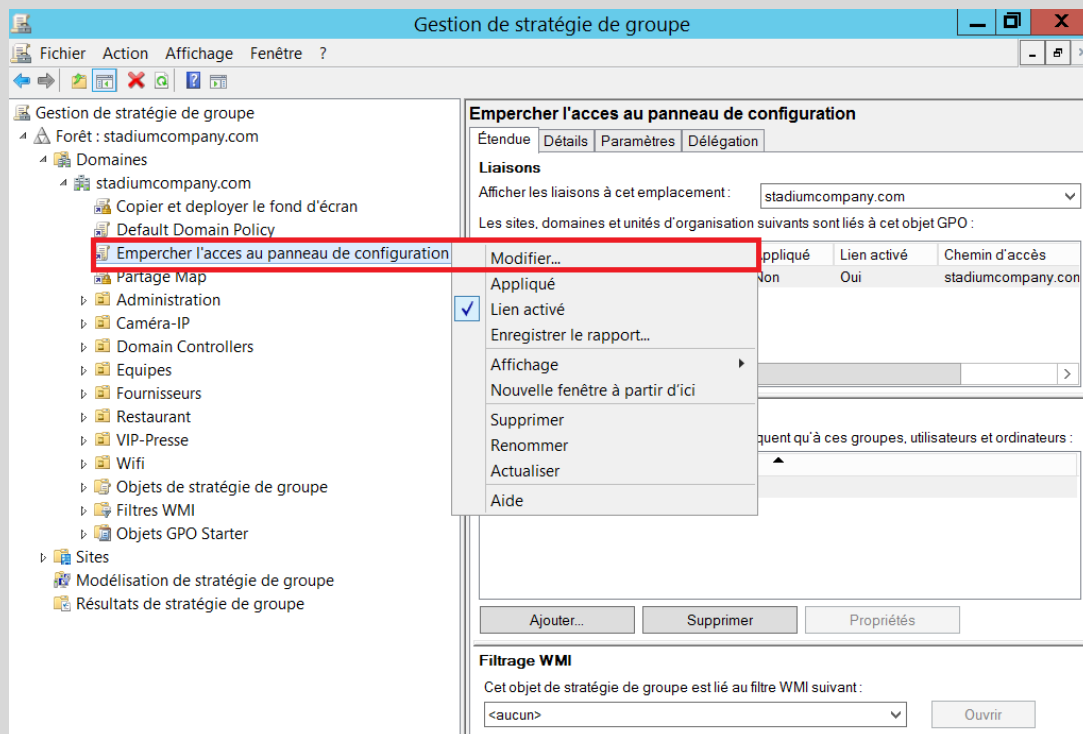 Gestion de stratégie de groupe
Fichier Action Affichage Fenêtre ?
Gestion de stratégie de groupe
Forêt : stadiumcompany.com
Domaines
stadiumcompany.com
Copier et deployer le fond d'écran
Default Domain Policy
Empercher l'acces au panneau de configuration
Partage Map
Administration
Caméra-IP
Domain Controllers
Equipes
Fournisseurs
Restaurant
VIP-Presse
Wifi
Objets de stratégie de groupe
Filtres WMI
Objets GPO Starter
Sites
Modélisation de stratégie de groupe
Résultats de stratégie de groupe
Modifier...
Appliqué
Lien activé
Enregistrer le rapport...
Affichage
Nouvelle fenêtre à partir d'ici
Supprimer
Renommer
Actualiser
Aide
Empercher l'acces au panneau de configuration
Étendue Détails Paramètres Délégation
Liaisons
Afficher les liaisons à cet emplacement : stadiumcompany.com
Les sites, domaines et unités d'organisation suivants sont liés à cet objet GPO :
ppliqué Lien activé Chemin d'accès
Non Oui stadiumcompany.con
quent qu'à ces groupes, utilisateurs et ordinateurs :
Ajouter... Supprimer Propriétés
Filtrage WMI
Cet objet de stratégie de groupe est lié au filtre WMI suivant :
<aucun> Ouvrir